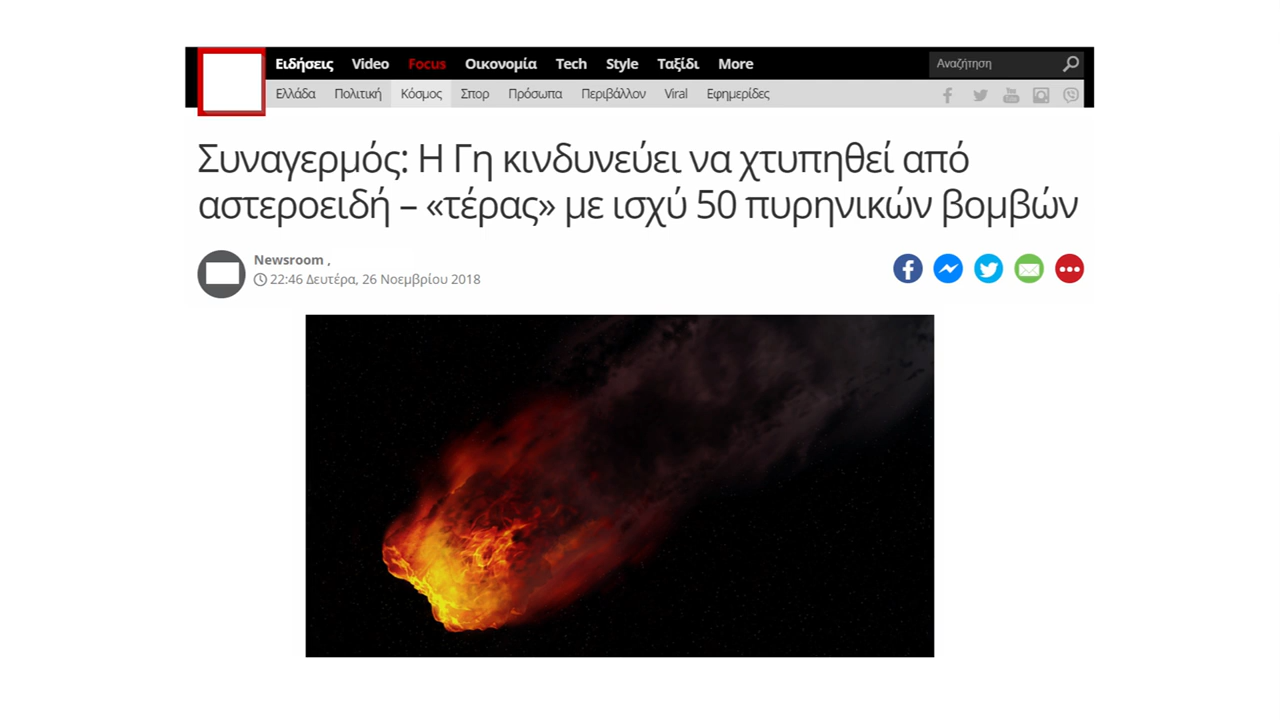 Ειδήσεις Video Focus Οικονομία Tech Style Ταξίδι More Αναζήτηση
Ελλάδα Πολιτική Κόσμος Σπορ Πρόσωπα Περιβάλλον Viral Εφημερίδες
Συναγερμός: Η Γη κινδυνεύει να χτυπηθεί από
αστεροειδή – «τέρας» με ισχύ 50 πυρηνικών βομβών
Newsroom ,
22:46 Δευτέρα, 26 Νοεμβρίου 2018